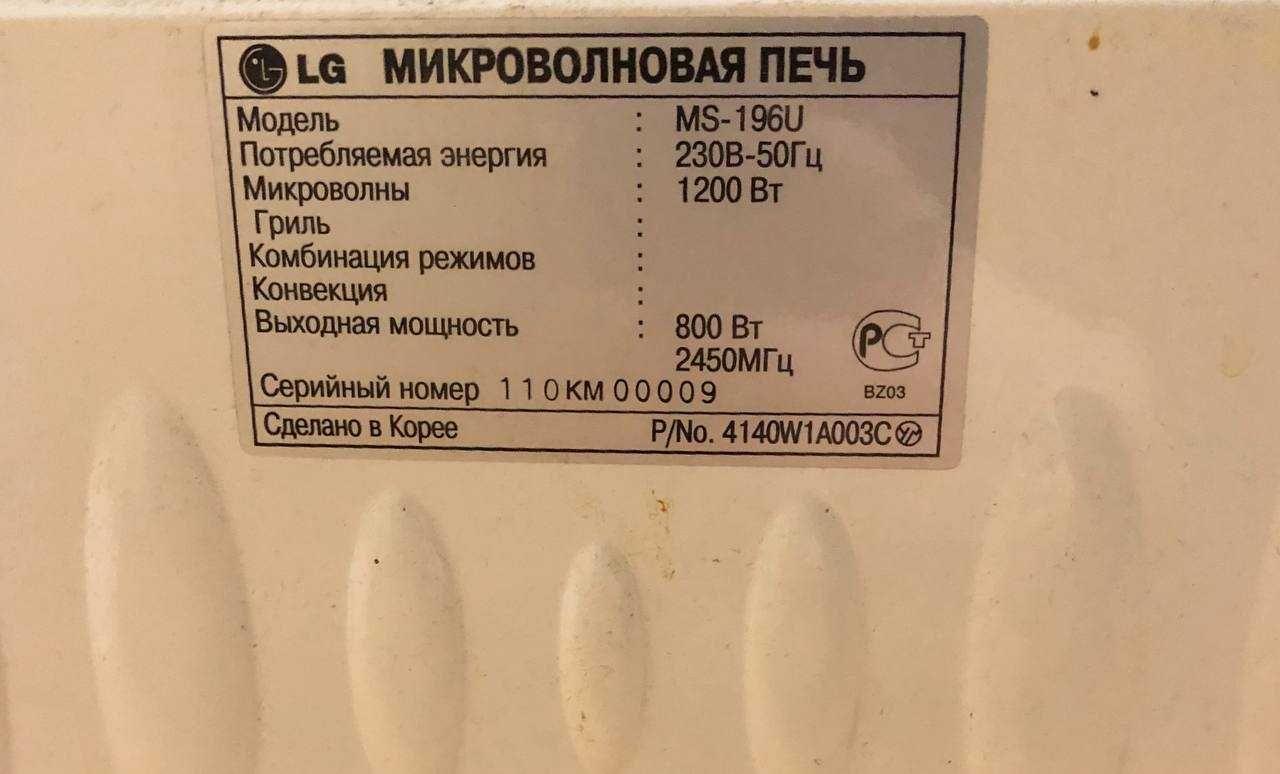 LG МИКРОВОЛНОВАЯ ПЕЧЬ
Модель : MS-196U
Потребляемая энергия : 230В-50Гц
Микроволны : 1200 Вт
Гриль :
Комбинация режимов :
Конвекция :
Выходная мощность : 800 Вт
2450МГц
РСТ
BZ03
Серийный номер 110KM00009
Сделано в Корее P/No. 4140W1A003C